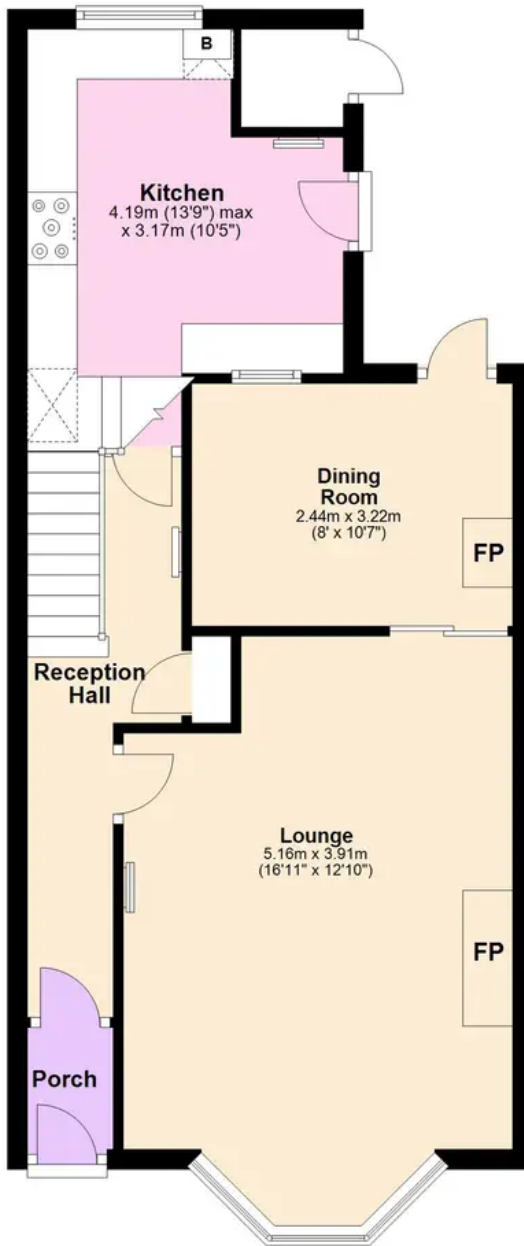 B
Kitchen
4.19m (13'9") max
x 3.17m (10'5")
Dining
Room
2.44m x 3.22m
(8' x 10'7")
FP
Reception
Hall
Lounge
5.16m x 3.91m
(16'11" x 12'10")
FP
Porch